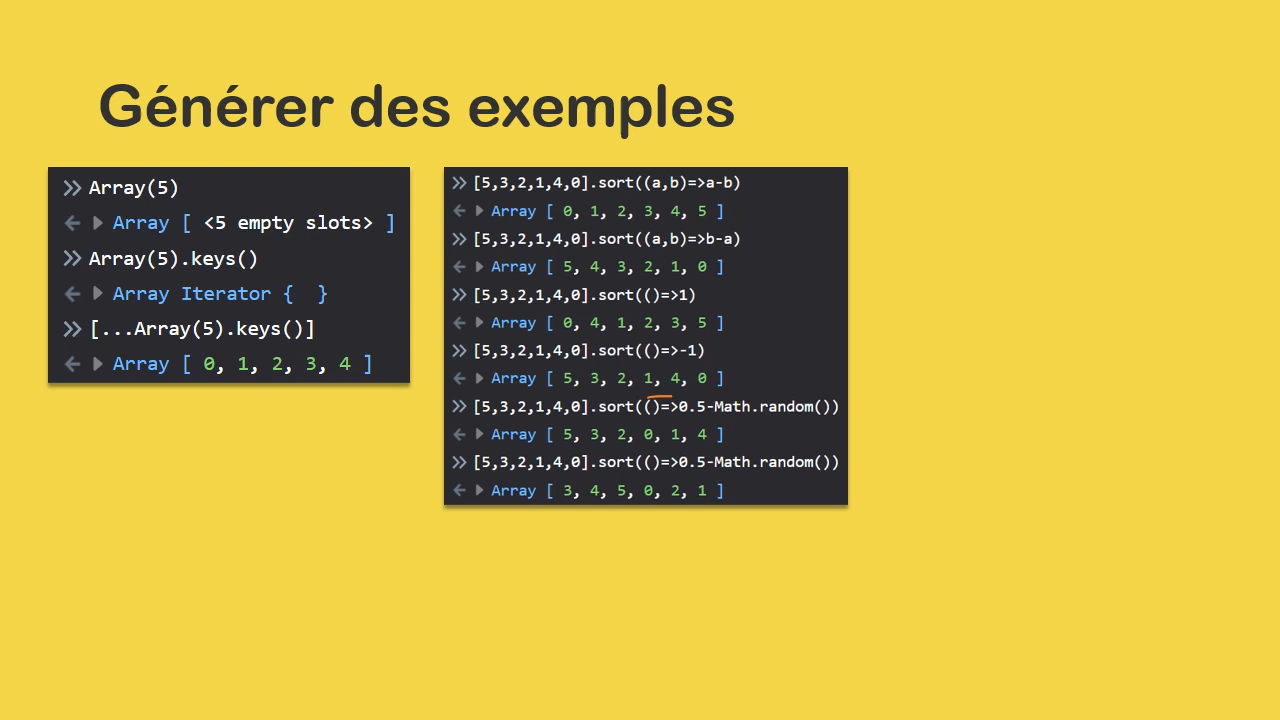 Générer des exemples
Array(5)
Array [ <5 empty slots> ]
Array(5).keys()
Array Iterator {  }
[...Array(5).keys()]
Array [ 0, 1, 2, 3, 4 ]
[5,3,2,1,4,0].sort((a,b)=>a-b)
Array [ 0, 1, 2, 3, 4, 5 ]
[5,3,2,1,4,0].sort((a,b)=>b-a)
Array [ 5, 4, 3, 2, 1, 0 ]
[5,3,2,1,4,0].sort(()=>1)
Array [ 0, 4, 1, 2, 3, 5 ]
[5,3,2,1,4,0].sort(()=>-1)
Array [ 5, 3, 2, 1, 4, 0 ]
[5,3,2,1,4,0].sort(()=>0.5-Math.random())
Array [ 5, 3, 2, 0, 1, 4 ]
[5,3,2,1,4,0].sort(()=>0.5-Math.random())
Array [ 3, 4, 5, 0, 2, 1 ]